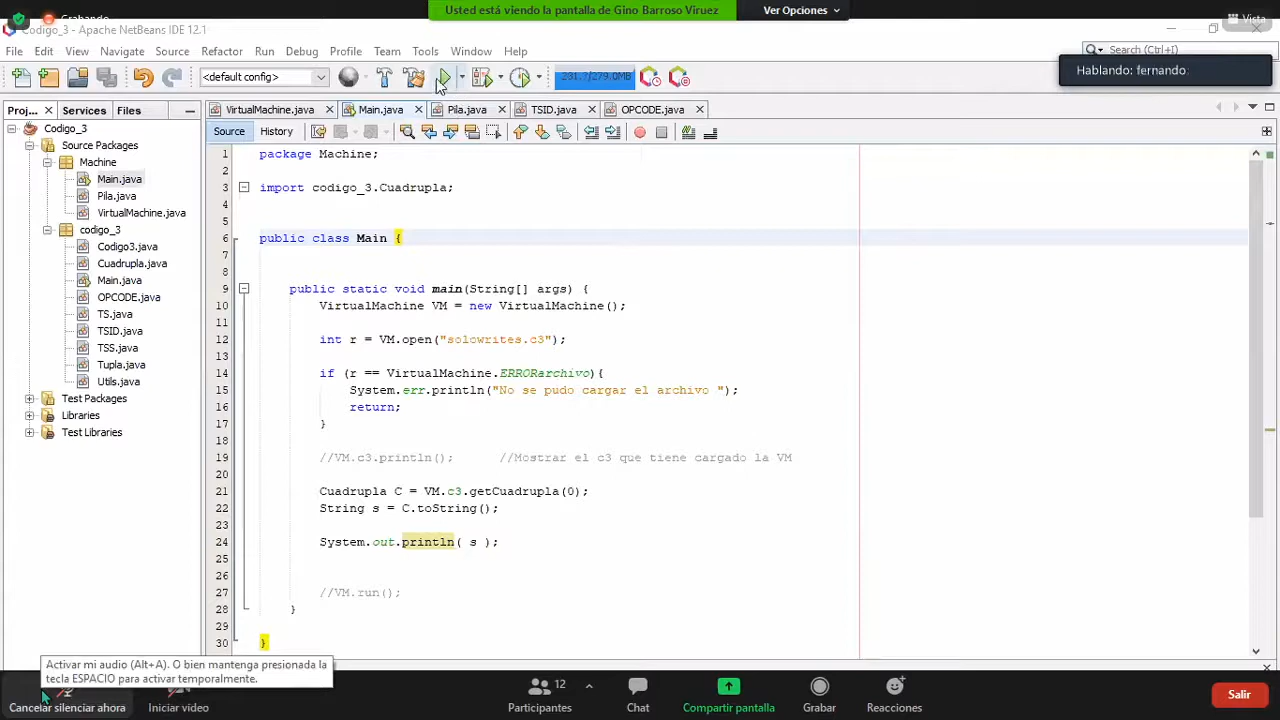 Usted está viendo la pantalla de Gino Barroso Viruez
Ver Opciones
Grabando
Vista
Codigo_3 - Apache NetBeans IDE 12.1
File Edit View Navigate Source Refactor Run Debug Profile Team Tools Window Help
Search (Ctrl+I)
Hablando: fernando
<default config>
231.7/279.0MB
Proj... Services Files
VirtualMachine.java Main.java Pila.java TSID.java OPCODE.java
Source History
Codigo_3
Source Packages
Machine
Main.java
Pila.java
VirtualMachine.java
codigo_3
Codigo3.java
Cuadrupla.java
Main.java
OPCODE.java
TS.java
TSID.java
TSS.java
Tupla.java
Utils.java
Test Packages
Libraries
Test Libraries
1 package Machine;
2
3 import codigo_3.Cuadrupla;
4
5
6 public class Main {
7
8
9 public static void main(String[] args) {
10 VirtualMachine VM = new VirtualMachine();
11
12 int r = VM.open("solowrites.c3");
13
14 if (r == VirtualMachine.ERRORarchivo){
15 System.err.println("No se pudo cargar el archivo ");
16 return;
17 }
18
19 //VM.c3.println(); //Mostrar el c3 que tiene cargado la VM
20
21 Cuadrupla C = VM.c3.getCuadrupla(0);
22 String s = C.toString();
23
24 System.out.println( s );
25
26
27 //VM.run();
28 }
29
30 }
Activar mi audio (Alt+A). O bien mantenga presionada la
tecla ESPACIO para activar temporalmente.
Cancelar silenciar ahora
Iniciar video
12
Participantes
Chat
Compartir pantalla
Grabar
Reacciones
Salir